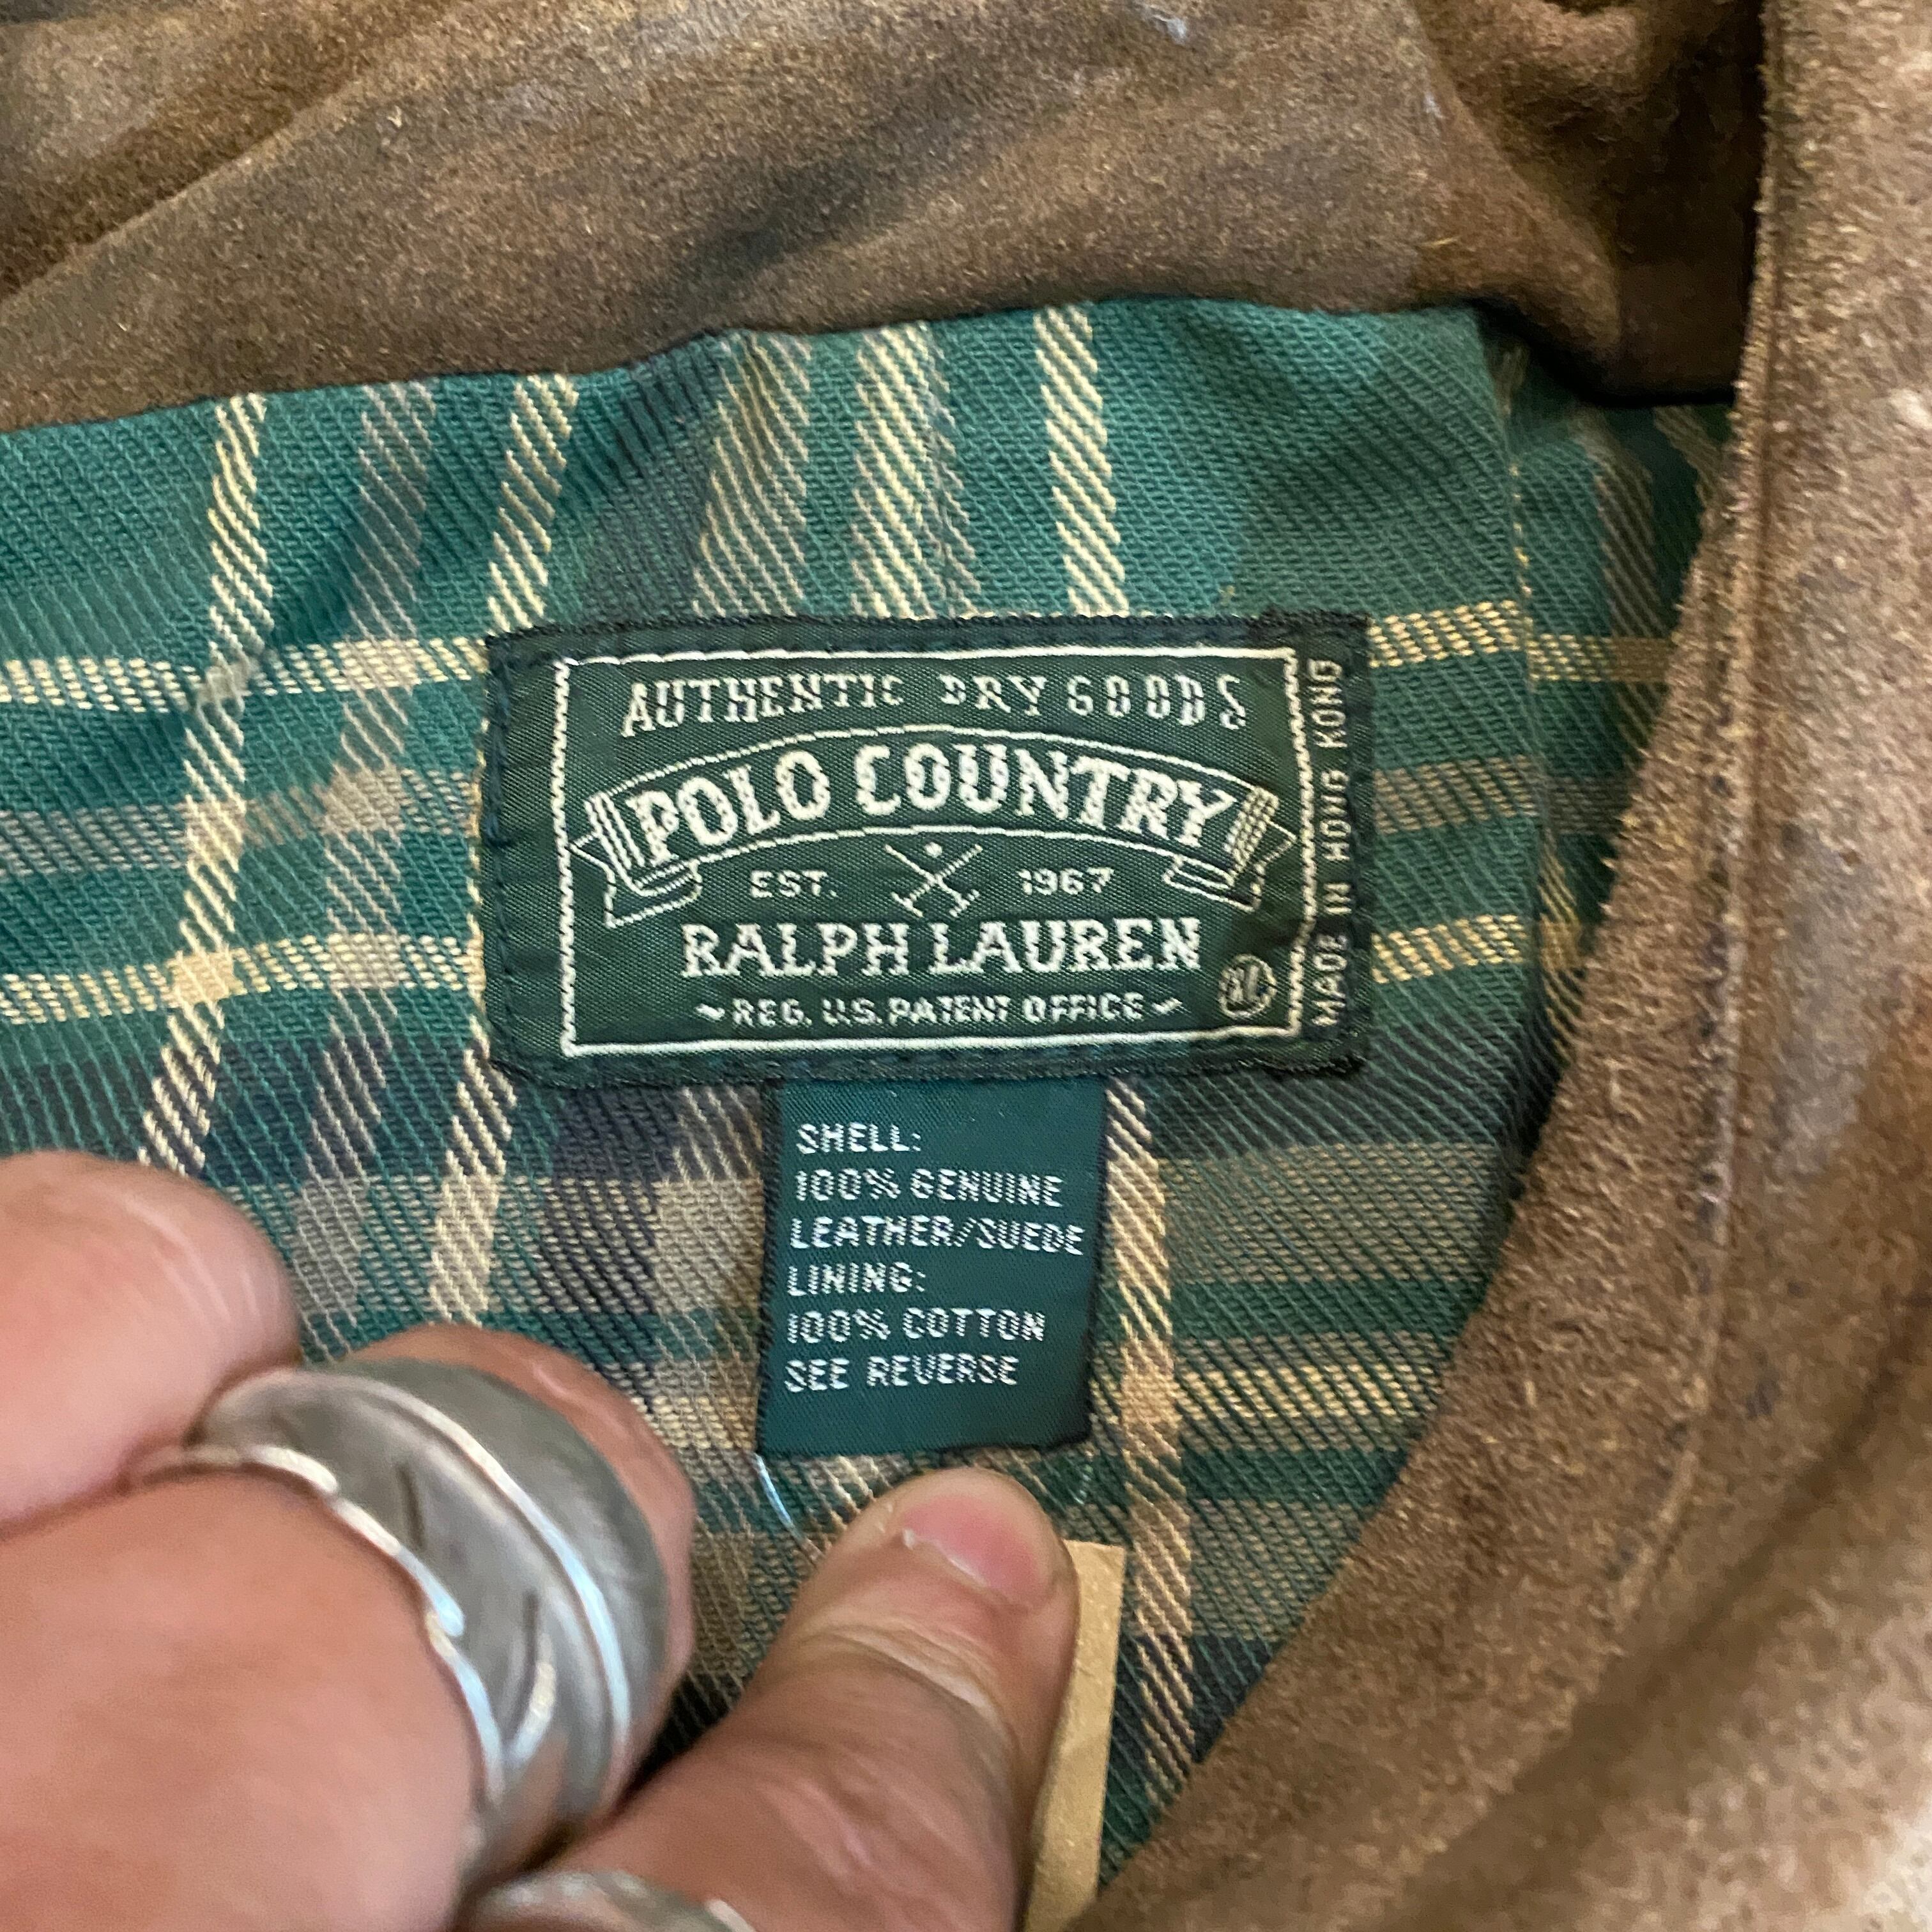 AUTHENTIC DRY GOODS
POLO COUNTRY
EST. 1967
RALPH LAUREN
~REG. U.S. PATENT OFFICE~
RL
MADE IN HONG KONG
SHELL:
100% GENUINE
LEATHER/SUEDE
LINING:
100% COTTON
SEE REVERSE